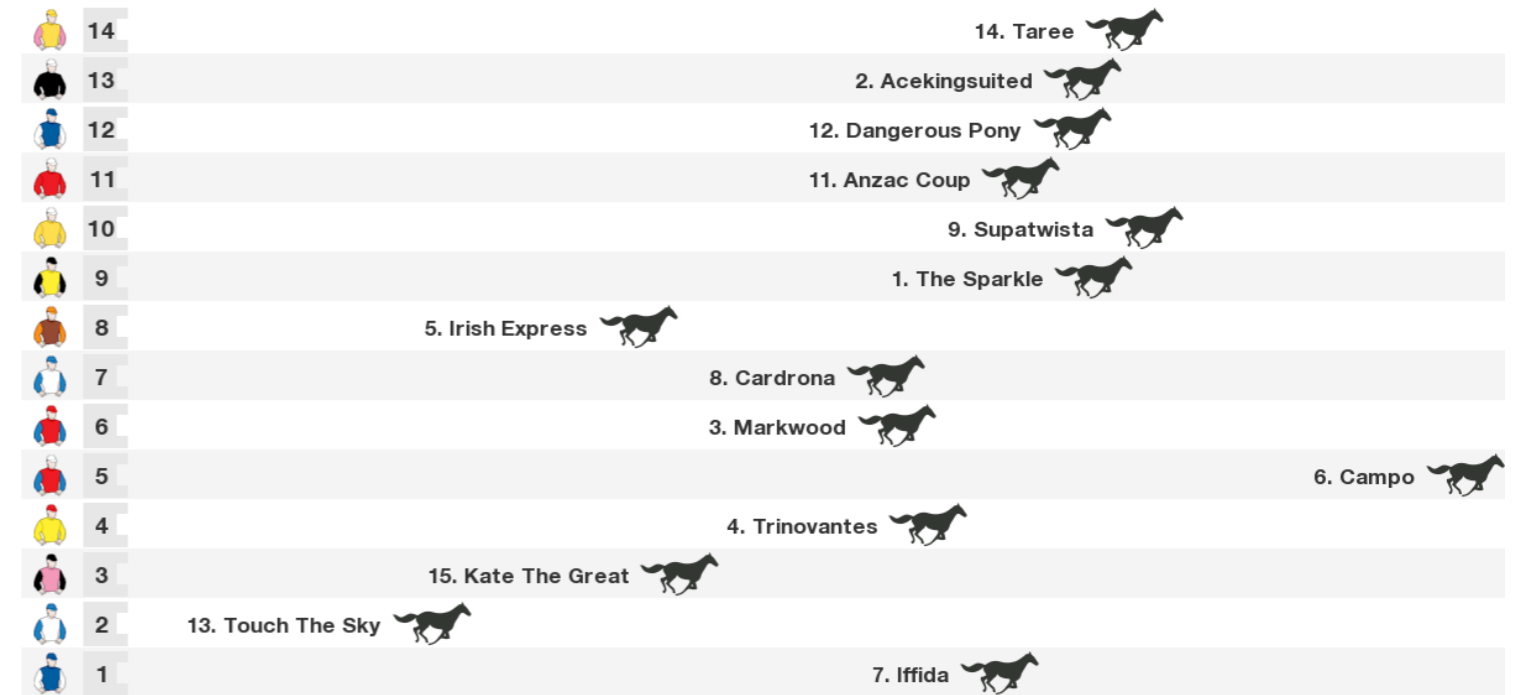 14 14. Taree
13 2. Acekingsuited
12 12. Dangerous Pony
11 11. Anzac Coup
10 9. Supatwista
9 1. The Sparkle
8 5. Irish Express
7 8. Cardrona
6 3. Markwood
5 6. Campo
4 4. Trinovantes
3 15. Kate The Great
2 13. Touch The Sky
1 7. Iffida